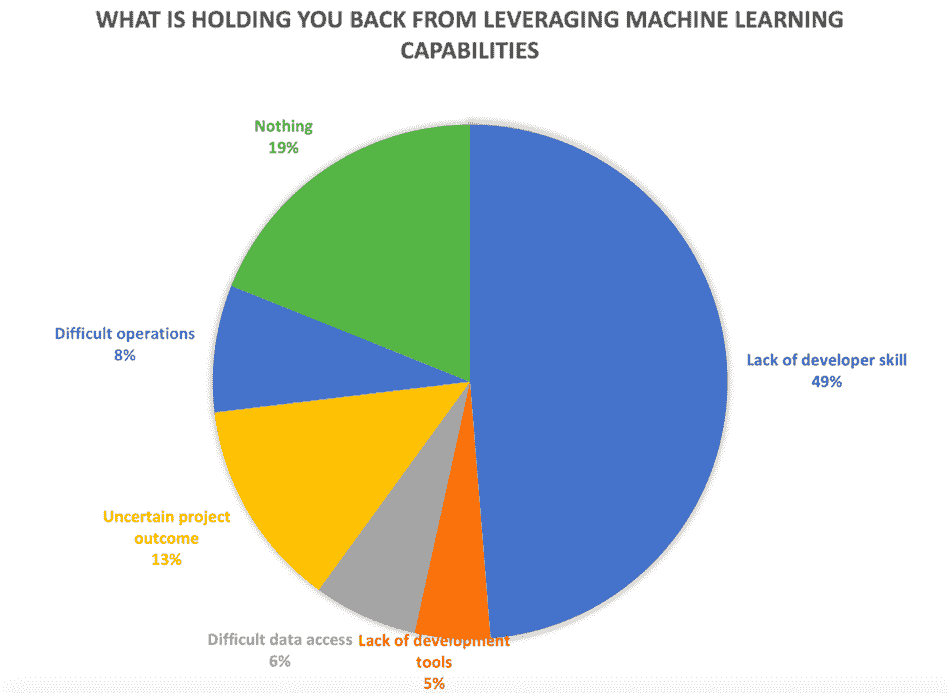 WHAT IS HOLDING YOU BACK FROM LEVERAGING MACHINE LEARNING
CAPABILITIES
Nothing
19%
Difficult operations
8%
Lack of developer skill
49%
Uncertain project
outcome
13%
Difficult data access
6%
Lack of development
tools
5%